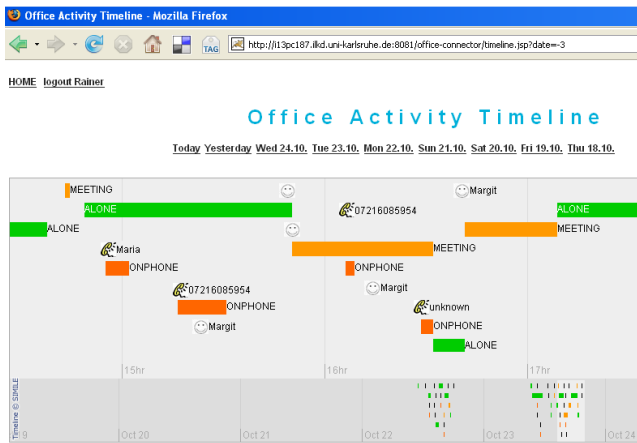 Office Activity Timeline - Mozilla Firefox
TAG http://i13pc187.ilkd.uni-karlsruhe.de:8081/office-connector/timeline.jsp?date=-3
HOME logout Rainer
Office Activity Timeline
Today Yesterday Wed 24.10. Tue 23.10. Mon 22.10. Sun 21.10. Sat 20.10. Fri 19.10. Thu 18.10.
MEETING Margit
ALONE 07216085954 ALONE
ALONE MEETING
Maria MEETING
ONPHONE ONPHONE
07216085954 Margit
ONPHONE unknown
Margit ONPHONE
ALONE
15hr 16hr 17hr
Timeline © SIMILE
9 Oct 20 Oct 21 Oct 22 Oct 23 Oct 24